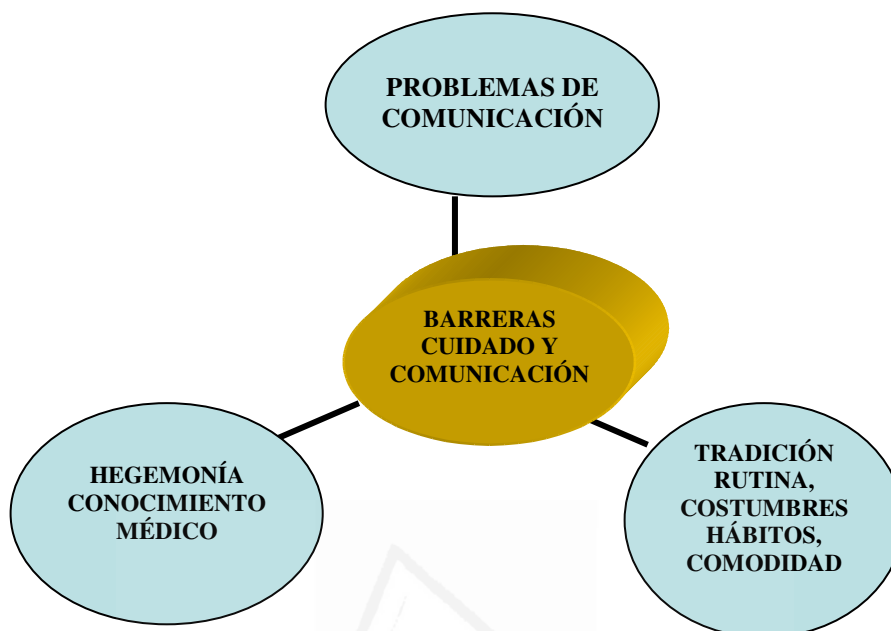 PROBLEMAS DE
COMUNICACIÓN
BARRERAS
CUIDADO Y
COMUNICACIÓN
HEGEMONÍA
CONOCIMIENTO
MÉDICO
TRADICIÓN
RUTINA,
COSTUMBRES
HÁBITOS,
COMODIDAD